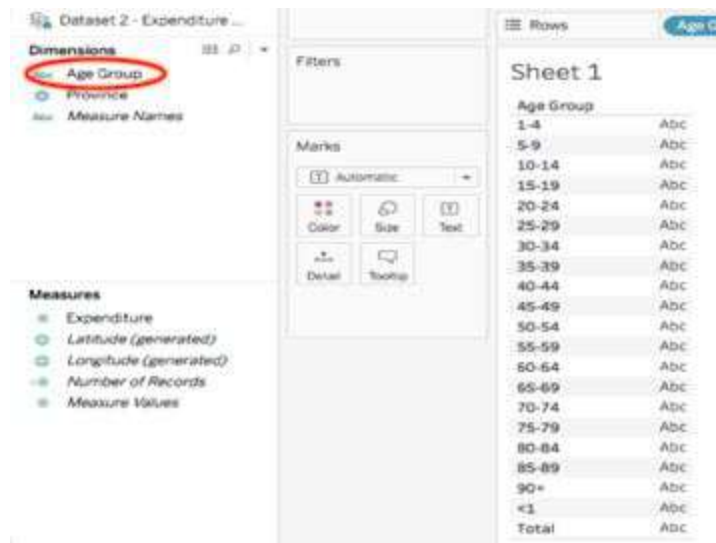 Dataset 2 - Expenditure ...
Dimensions
Abc Age Group
Province
Abc Measure Names
Measures
Expenditure
Latitude (generated)
Longitude (generated)
Number of Records
Measure Values
Filters
Marks
Automatic
Color Size Text
Detail Tooltip
Rows
Age G
Sheet 1
Age Group
1-4 Abc
5-9 Abc
10-14 Abc
15-19 Abc
20-24 Abc
25-29 Abc
30-34 Abc
35-39 Abc
40-44 Abc
45-49 Abc
50-54 Abc
55-59 Abc
60-64 Abc
65-69 Abc
70-74 Abc
75-79 Abc
80-84 Abc
85-89 Abc
90+ Abc
<1 Abc
Total Abc